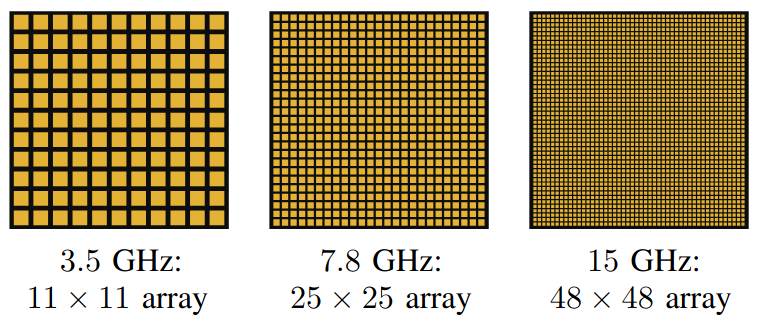 3.5 GHz:
11 × 11 array
7.8 GHz:
25 × 25 array
15 GHz:
48 × 48 array